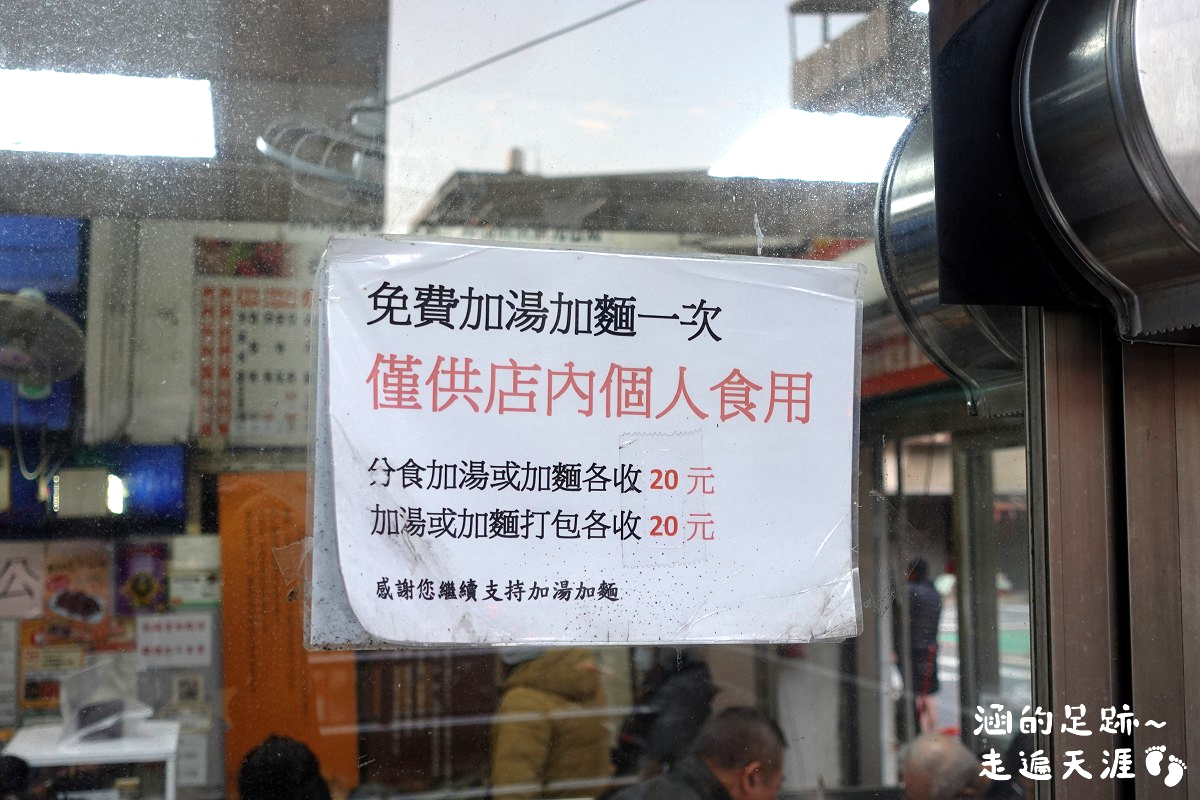 免費加湯加麵一次
僅供店內個人食用
分食加湯或加麵各收 20 元
加湯或加麵打包各收 20 元
感謝您繼續支持加湯加麵
公
涵的足跡~
走遍天涯